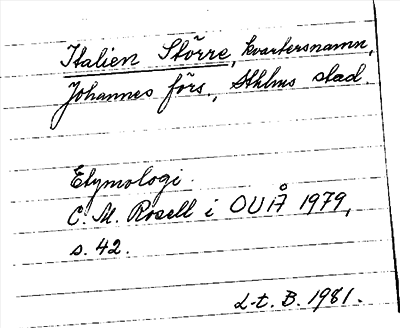 Italien Större, kvartersnamn,
Johannes förs., Sthlms stad.
Etymologi
C. M. Rosell i OUÅ 1979,
s. 42.
L-t. B. 1981.